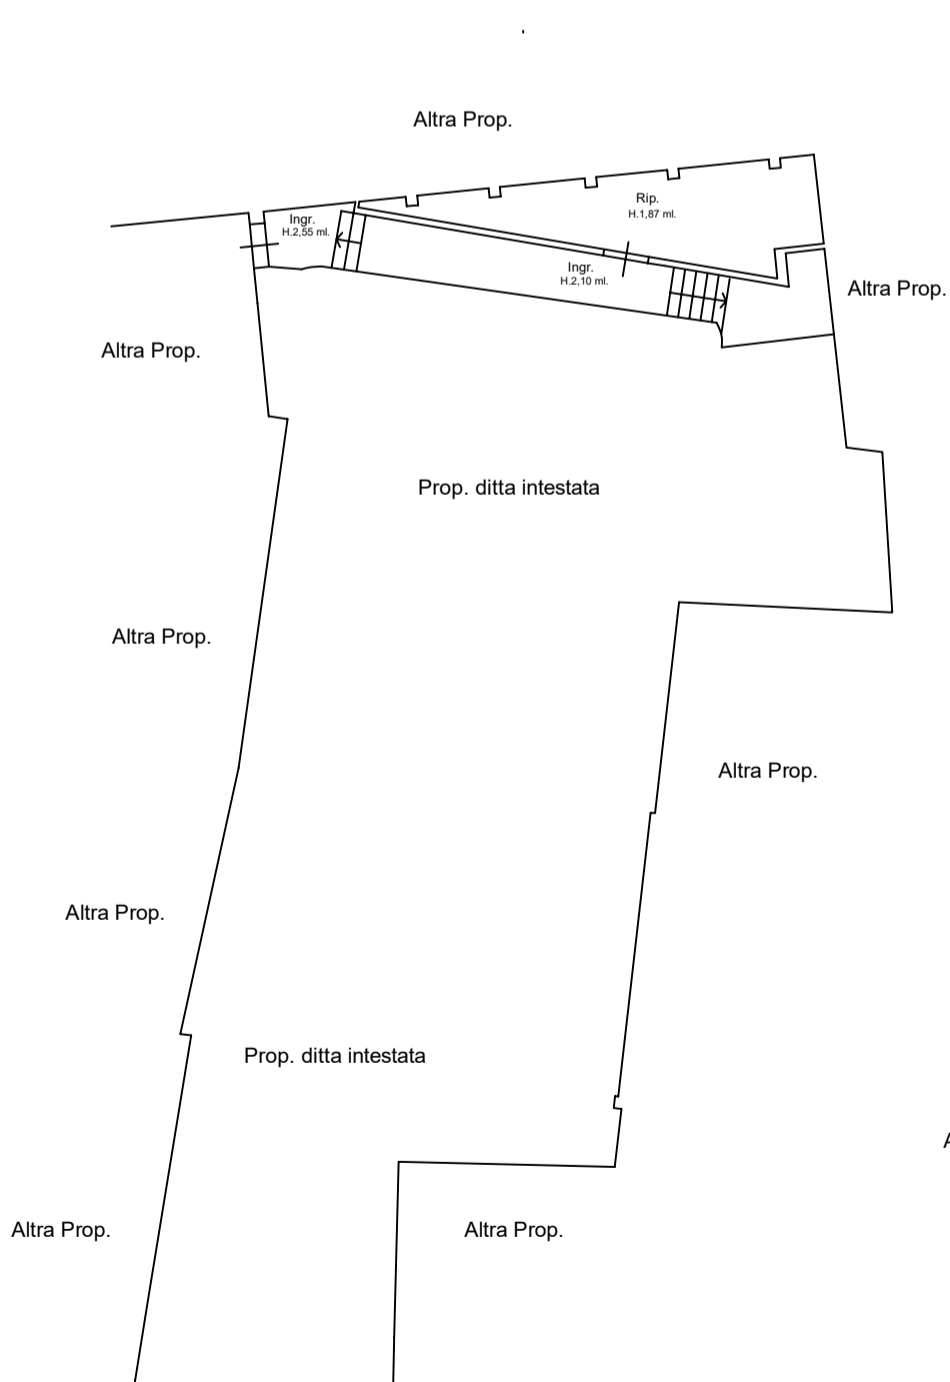 Altra Prop.
Rip.
H.1,87 ml.
Ingr.
H.2,55 ml.
Ingr.
H.2,10 ml.
Altra Prop.
Altra Prop.
Prop. ditta intestata
Altra Prop.
Altra Prop.
Altra Prop.
Prop. ditta intestata
A
Altra Prop.
Altra Prop.